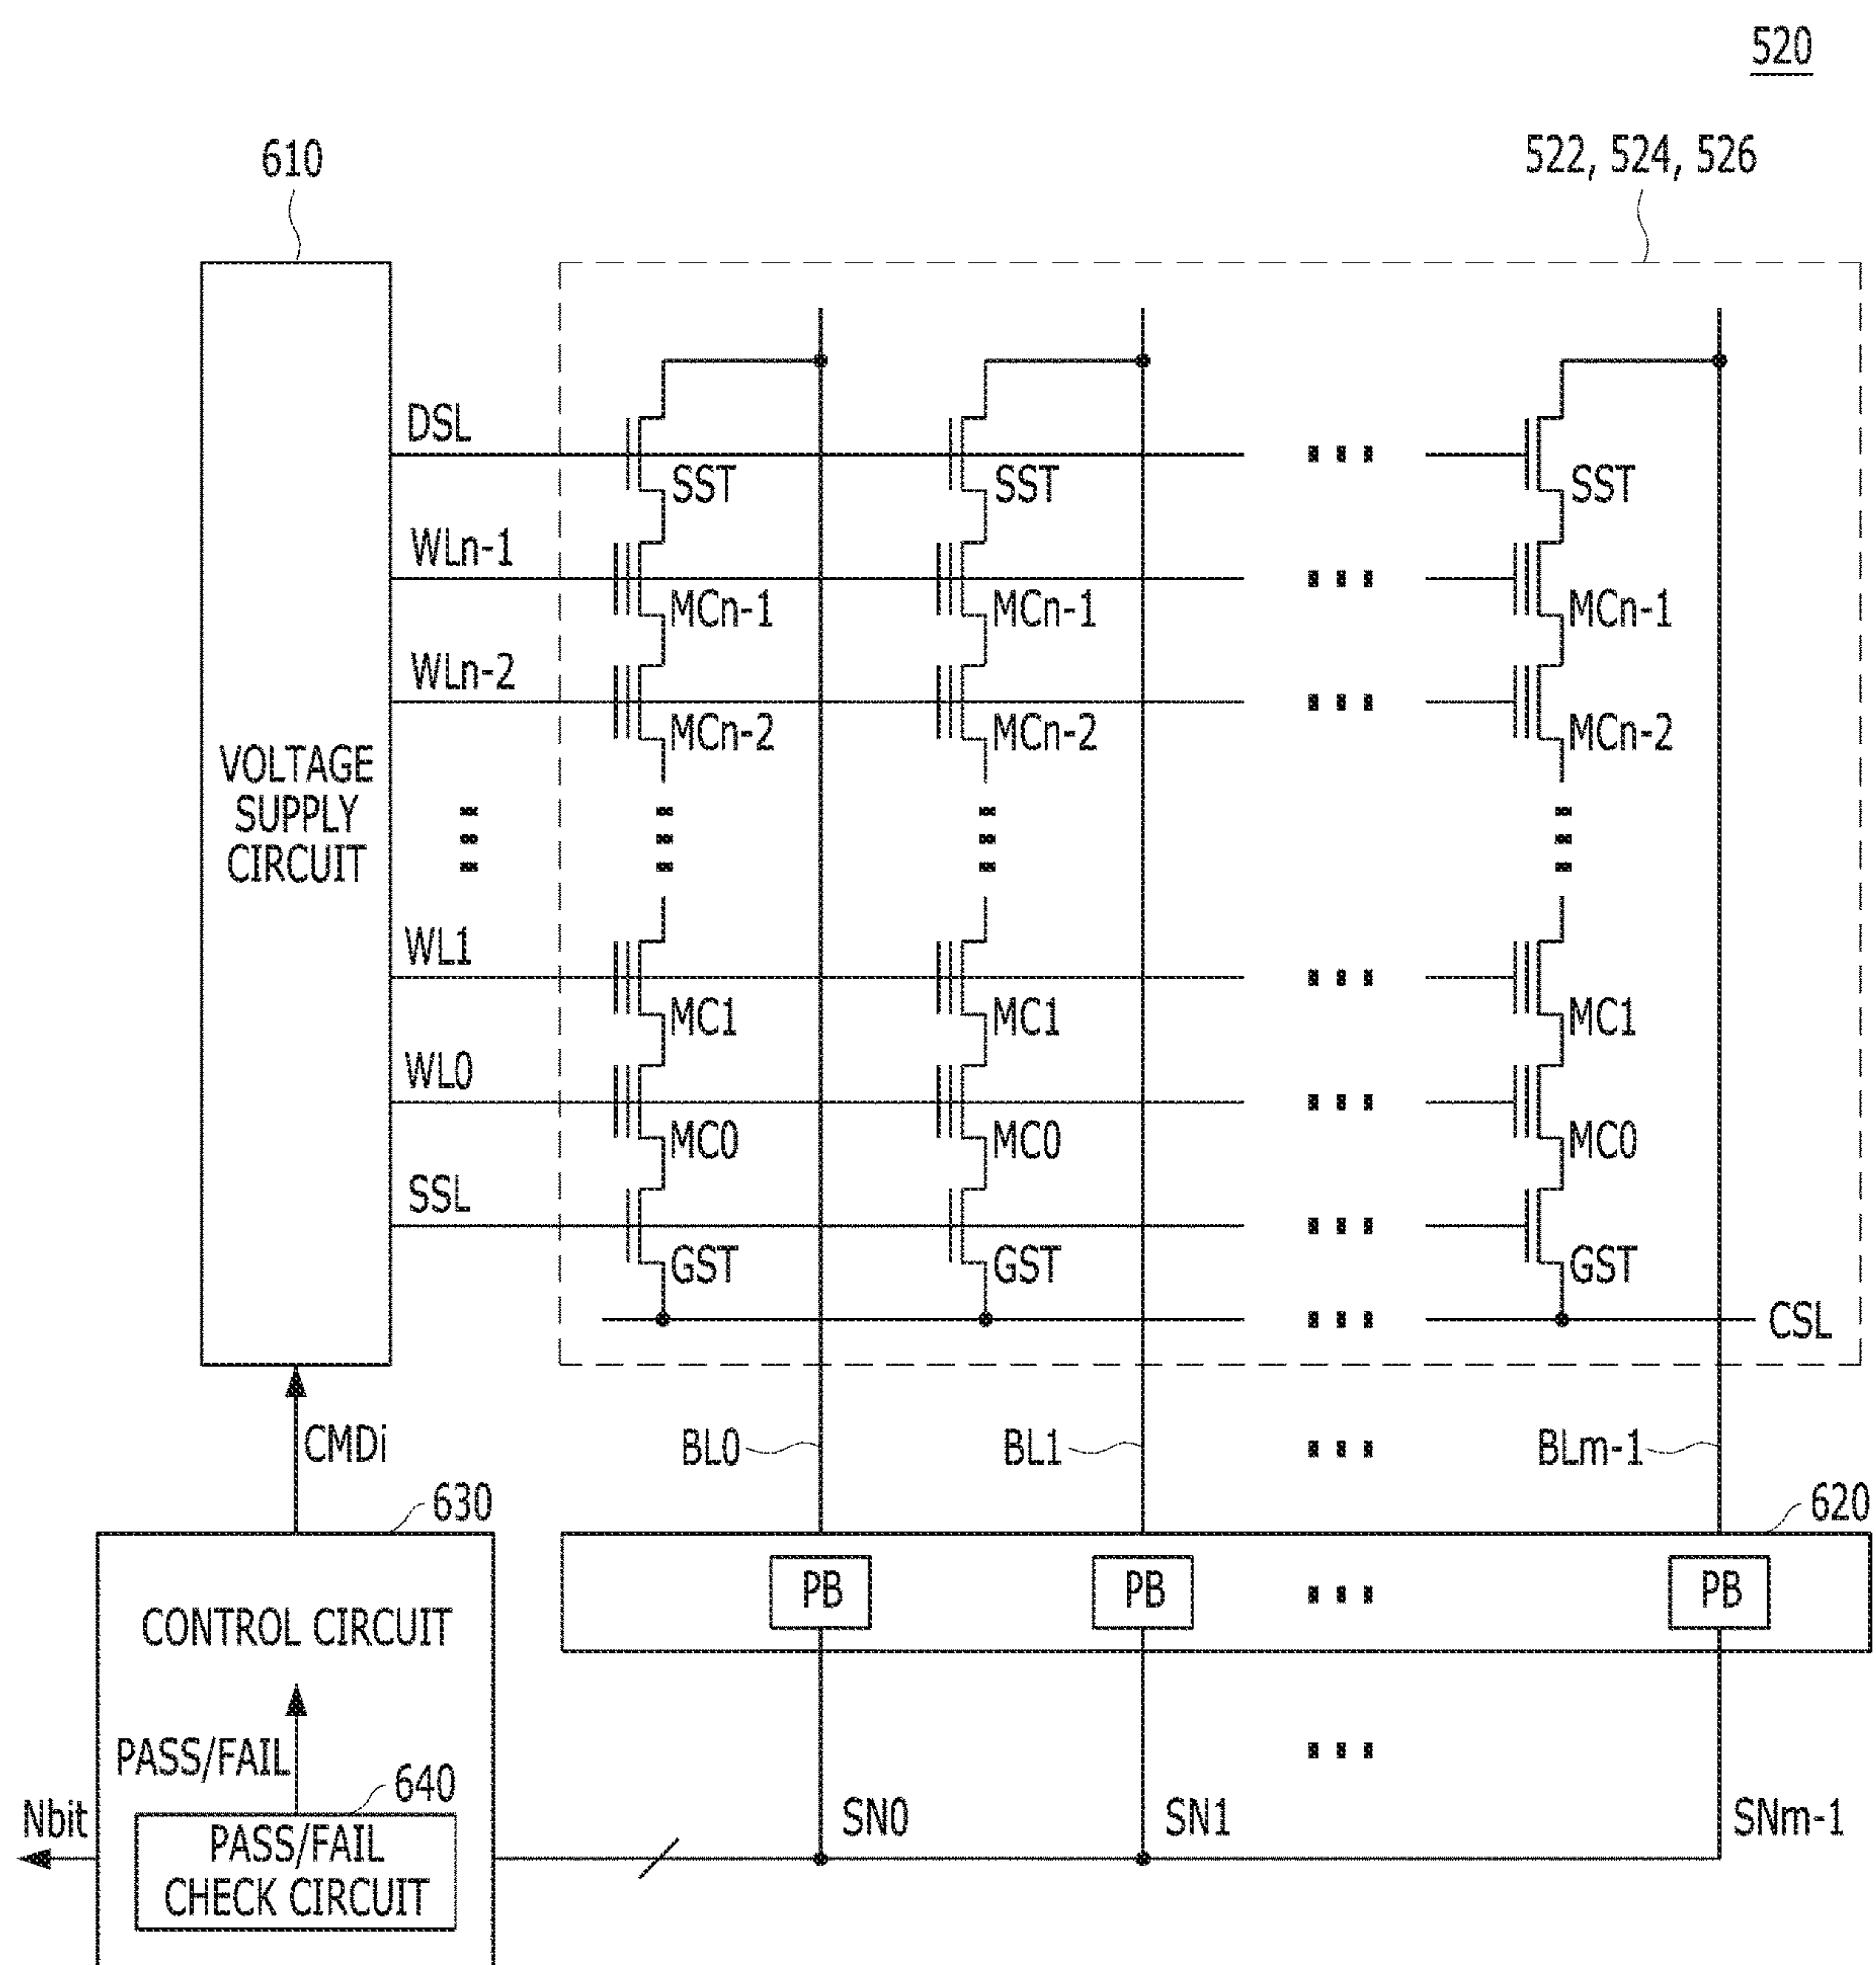 520
610
522, 524, 526
DSL
SST SST SST
WLn-1
MCn-1 MCn-1 MCn-1
WLn-2
MCn-2 MCn-2 MCn-2
VOLTAGE
SUPPLY
CIRCUIT
WL1
MC1 MC1 MC1
WL0
MC0 MC0 MC0
SSL
GST GST GST
CSL
CMDi
BL0 BL1 BLm-1
630
620
PB PB PB
CONTROL CIRCUIT
PASS/FAIL
640
Nbit
SN0 SN1 SNm-1
PASS/FAIL
CHECK CIRCUIT